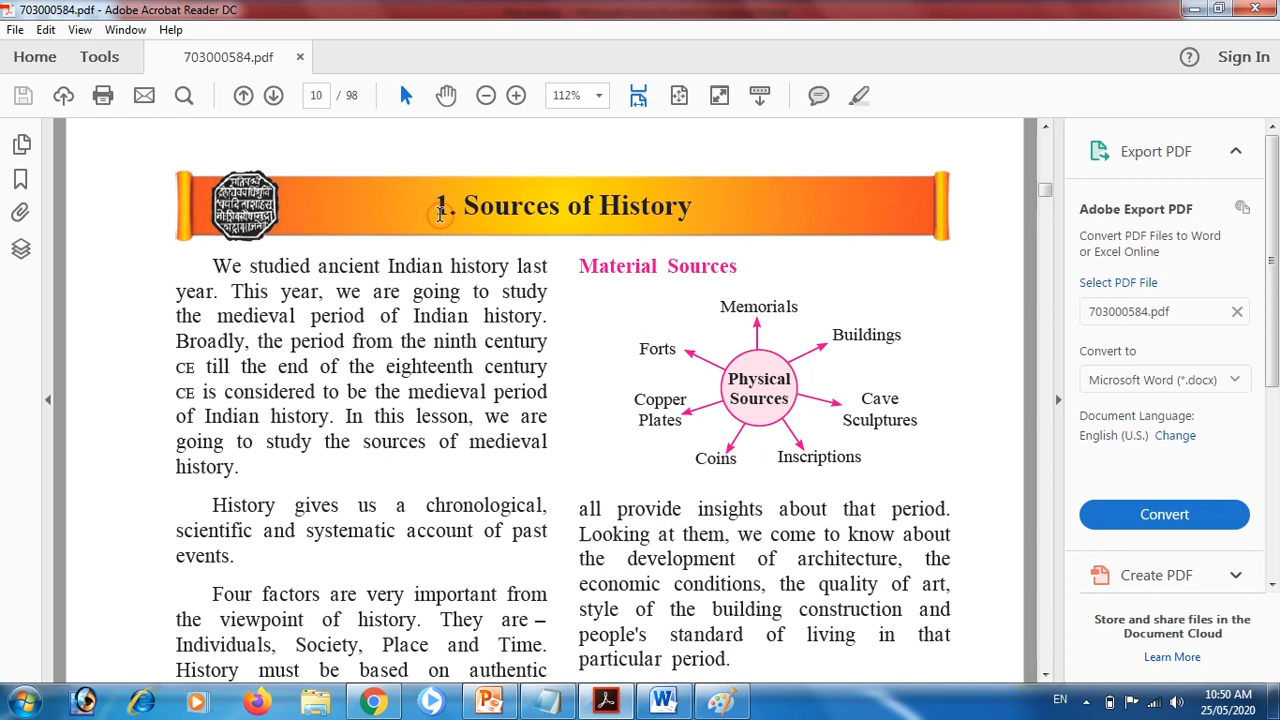 703000584.pdf - Adobe Acrobat Reader DC
File Edit View Window Help
Home Tools 703000584.pdf × Sign In
10 / 98 112%
1. Sources of History
We studied ancient Indian history last
year. This year, we are going to study
the medieval period of Indian history.
Broadly, the period from the ninth century
CE till the end of the eighteenth century
CE is considered to be the medieval period
of Indian history. In this lesson, we are
going to study the sources of medieval
history.
History gives us a chronological,
scientific and systematic account of past
events.
Four factors are very important from
the viewpoint of history. They are –
Individuals, Society, Place and Time.
History must be based on authentic
Material Sources
Memorials
Buildings
Forts
Physical
Sources
Copper
Plates
Cave
Sculptures
Coins
Inscriptions
all provide insights about that period.
Looking at them, we come to know about
the development of architecture, the
economic conditions, the quality of art,
style of the building construction and
people's standard of living in that
particular period.
Export PDF
Adobe Export PDF
Convert PDF Files to Word
or Excel Online
Select PDF File
703000584.pdf
Convert to
Microsoft Word (*.docx)
Document Language:
English (U.S.) Change
Convert
Create PDF
Store and share files in the
Document Cloud
Learn More
EN
10:50 AM
25/05/2020